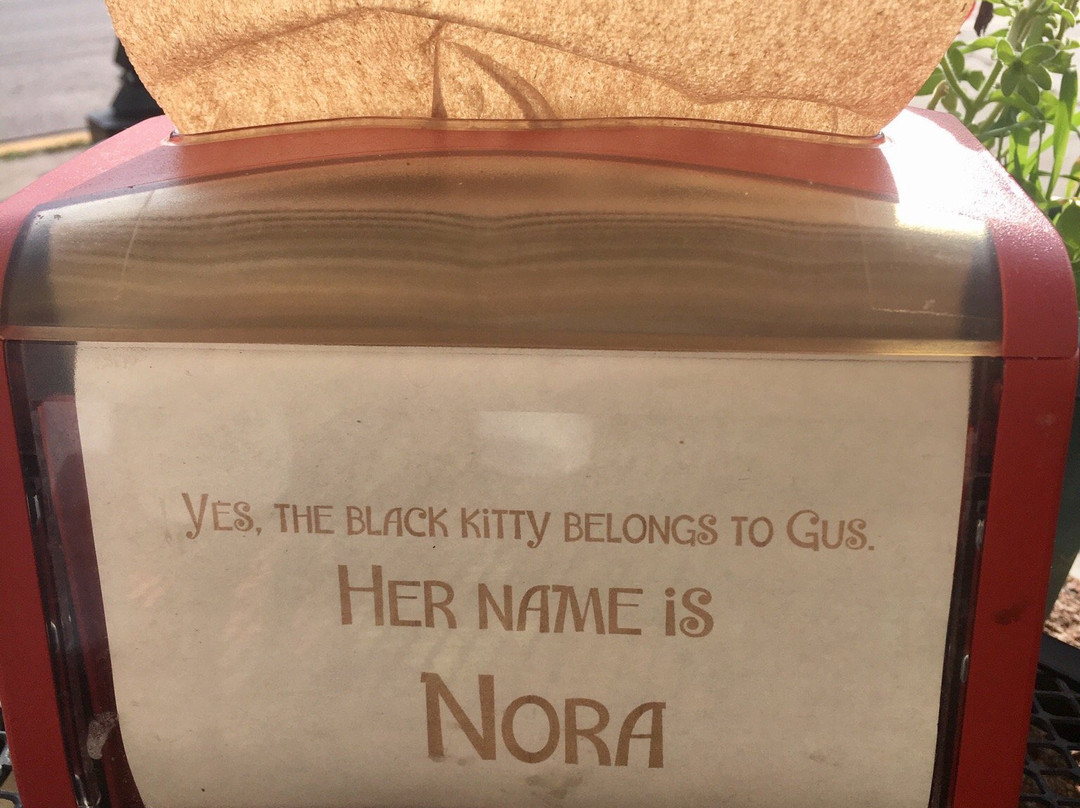 Yes, the black kitty belongs to Gus.
Her name is
Nora